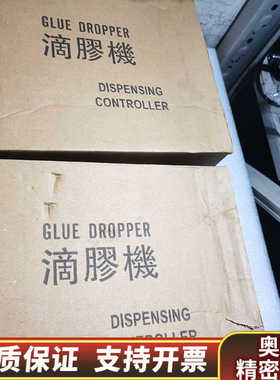 GLUE DROPPER
滴膠機
DISPENSING
CONTROLLER
GLUE DROPPER
滴膠機
DISPENSING
CONTROLLER
质保证 支持开票
奥
精密